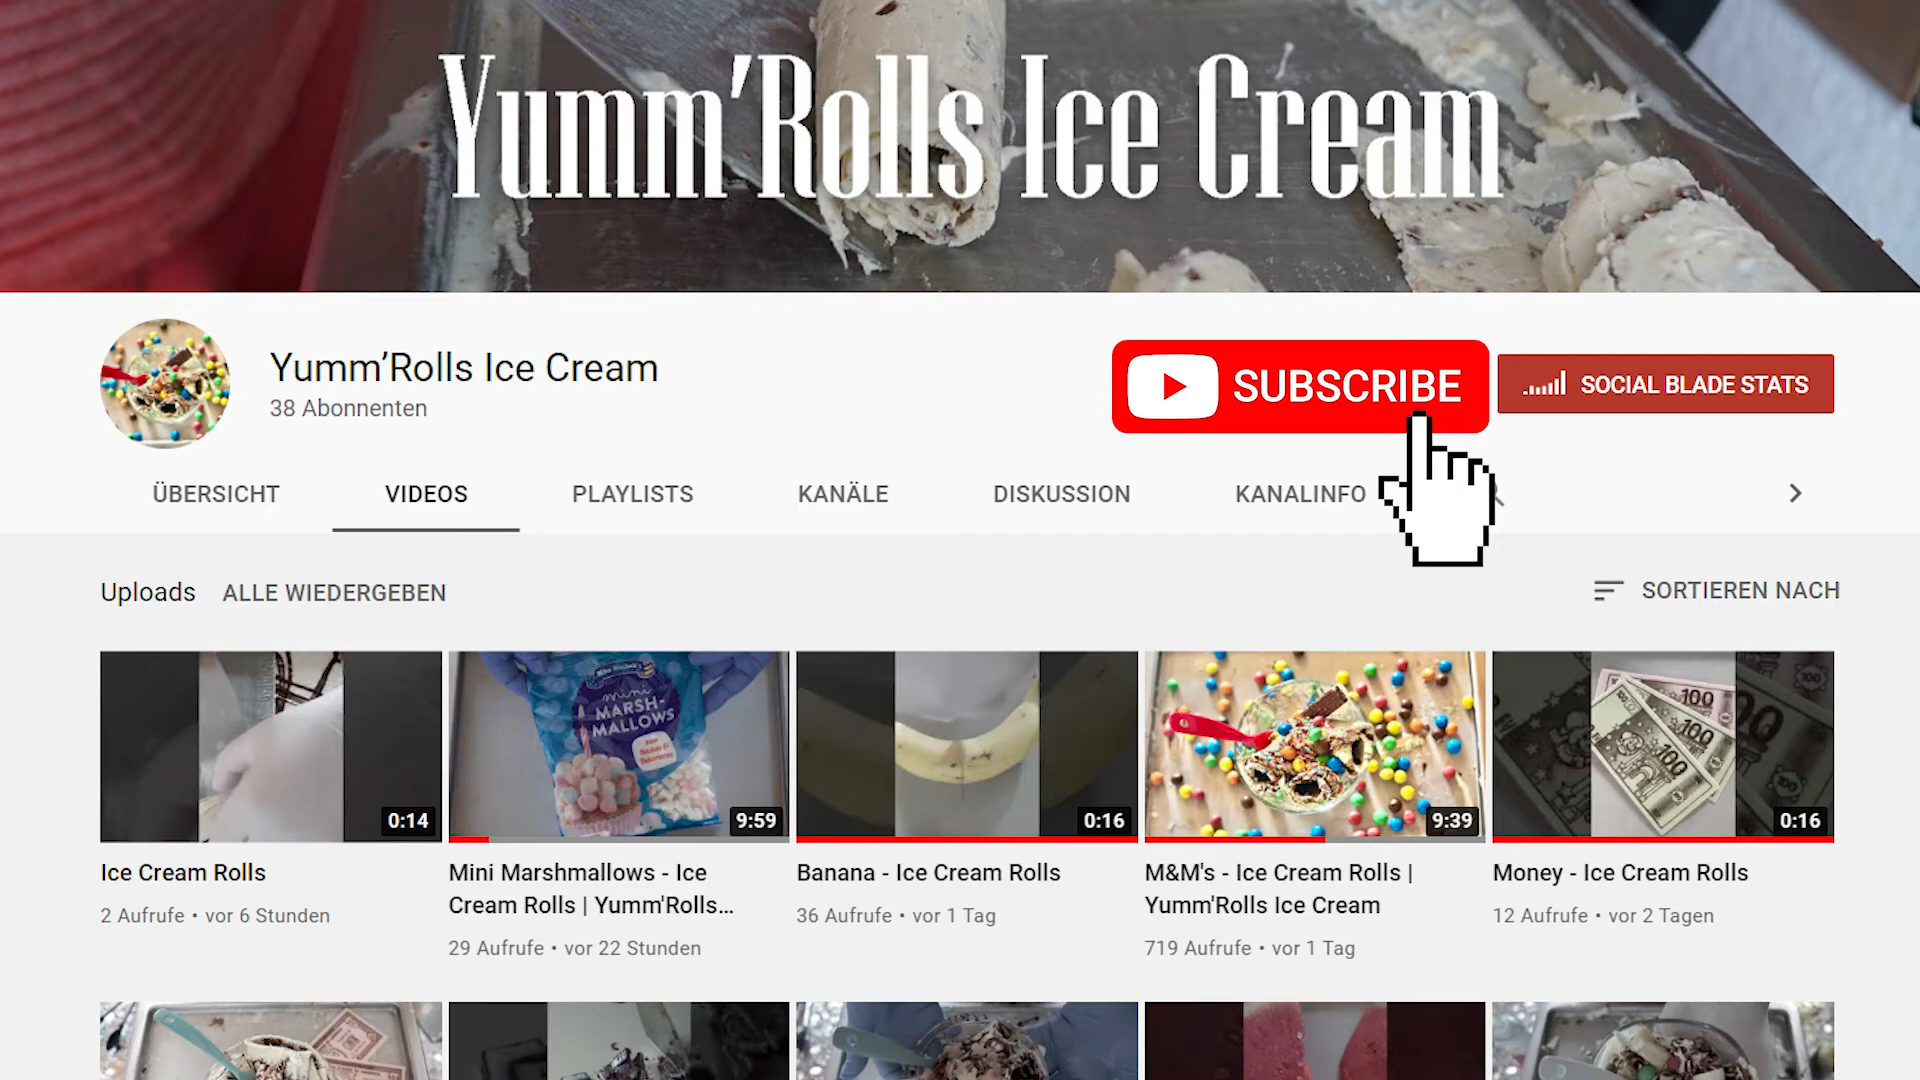 Yumm'Rolls Ice Cream
Yumm'Rolls Ice Cream
38 Abonnenten
SUBSCRIBE
SOCIAL BLADE STATS
ÜBERSICHT
VIDEOS
PLAYLISTS
KANÄLE
DISKUSSION
KANALINFO
Uploads
ALLE WIEDERGEBEN
SORTIEREN NACH
mini
MARSH-
MALLOWS
100
100
100
0:14
9:59
0:16
9:39
0:16
Ice Cream Rolls
2 Aufrufe • vor 6 Stunden
Mini Marshmallows - Ice
Cream Rolls | Yumm'Rolls...
29 Aufrufe • vor 22 Stunden
Banana - Ice Cream Rolls
36 Aufrufe • vor 1 Tag
M&M's - Ice Cream Rolls |
Yumm'Rolls Ice Cream
719 Aufrufe • vor 1 Tag
Money - Ice Cream Rolls
12 Aufrufe • vor 2 Tagen